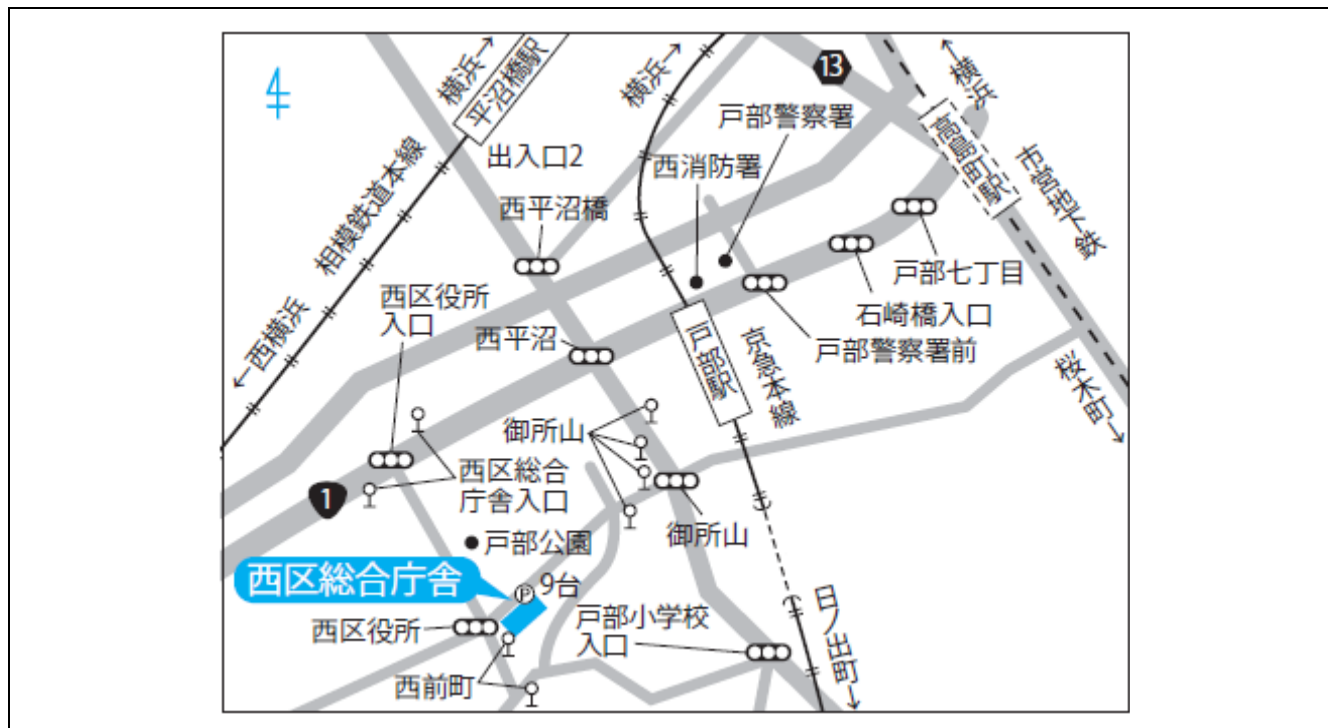 横浜→
平沼橋駅
横浜→
13
←横浜
戸部警察署
高島町駅
市営地下鉄
出入口2
西消防署
相模鉄道本線
西平沼橋
戸部七丁目
西区役所
入口
石崎橋入口
西平沼
戸部駅
京急本線
戸部警察署前
←西横浜
桜木町→
御所山
西区総合
庁舎入口
1
御所山
戸部公園
西区総合庁舎
P
9台
戸部小学校
入口
日ノ出町→
西区役所
西前町